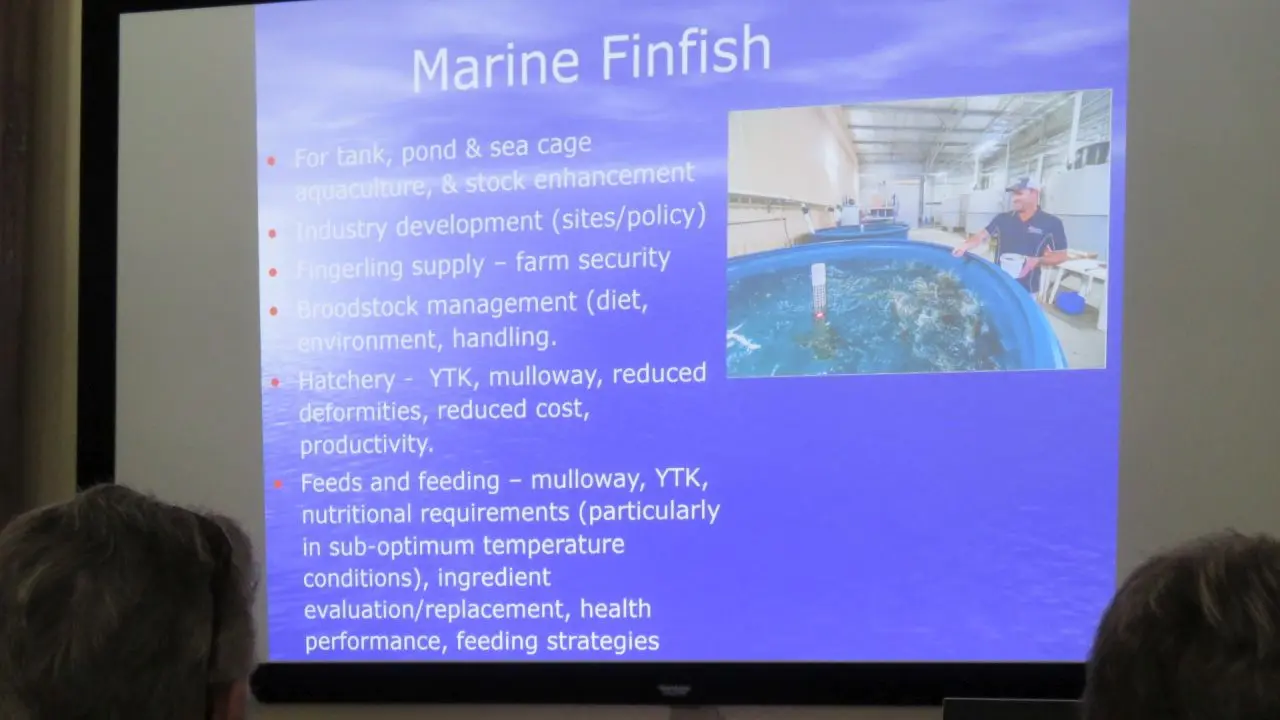 Marine Finfish
• For tank, pond & sea cage
aquaculture, & stock enhancement
• Industry development (sites/policy)
• Fingerling supply – farm security
• Broodstock management (diet,
environment, handling.
• Hatchery - YTK, mulloway, reduced
deformities, reduced cost,
productivity.
• Feeds and feeding – mulloway, YTK,
nutritional requirements (particularly
in sub-optimum temperature
conditions), ingredient
evaluation/replacement, health
performance, feeding strategies